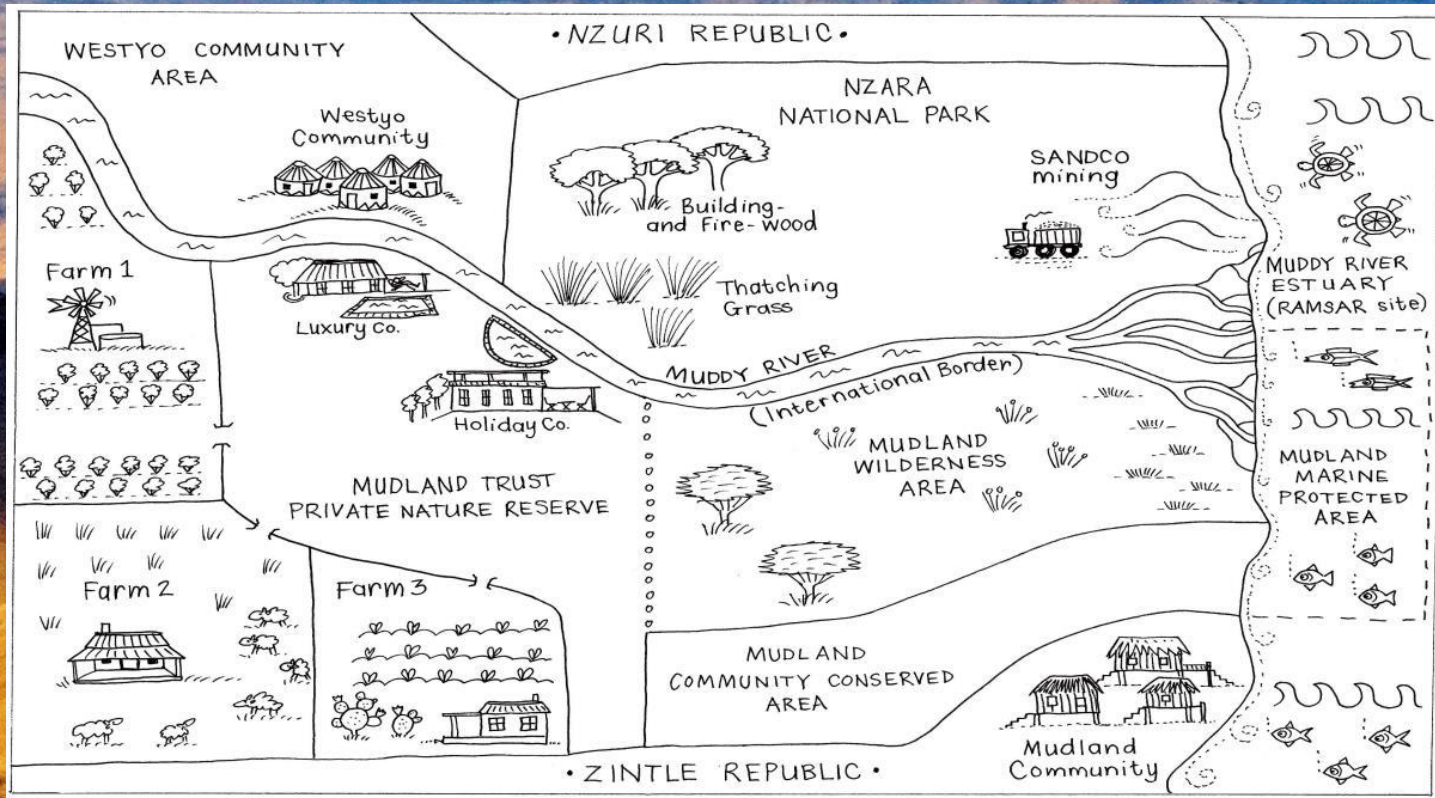 • NZURI REPUBLIC •
WESTYO COMMUNITY
AREA
Westyo
Community
NZARA
NATIONAL PARK
Building-
and Fire-wood
SANDCO
mining
Thatching
Grass
MUDDY RIVER
ESTUARY
(RAMSAR site)
Farm 1
Luxury Co.
Holiday Co.
MUDDY RIVER
(International Border)
MUDLAND TRUST
PRIVATE NATURE RESERVE
MUDLAND
WILDERNESS
AREA
MUDLAND
MARINE
PROTECTED
AREA
Farm 2
Farm 3
MUDLAND
COMMUNITY CONSERVED
AREA
Mudland
Community
• ZINTLE REPUBLIC •